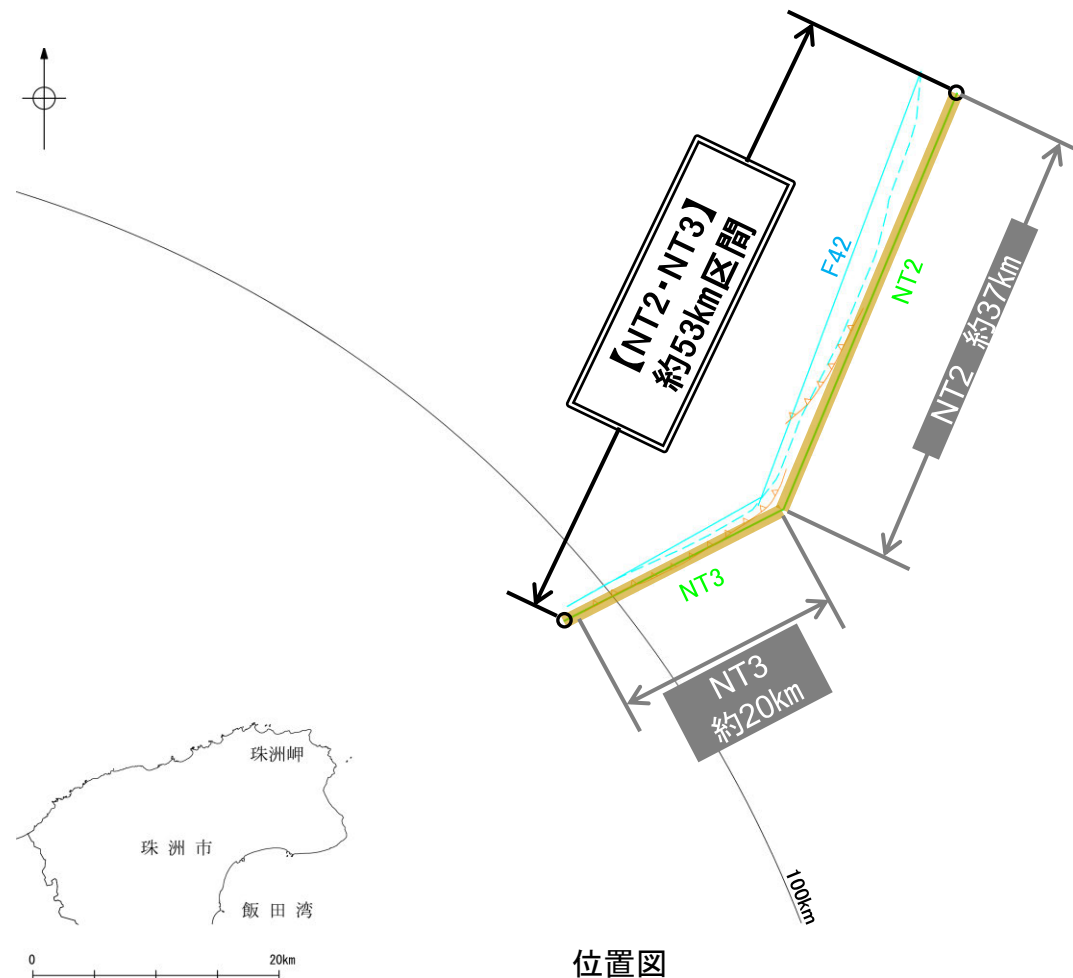 【NT2・NT3】
約53㎞区間
F42
NT2
NT2 約37㎞
NT3
NT3
約20㎞
珠洲岬
珠洲市
飯田湾
100km
0
20km
位置図